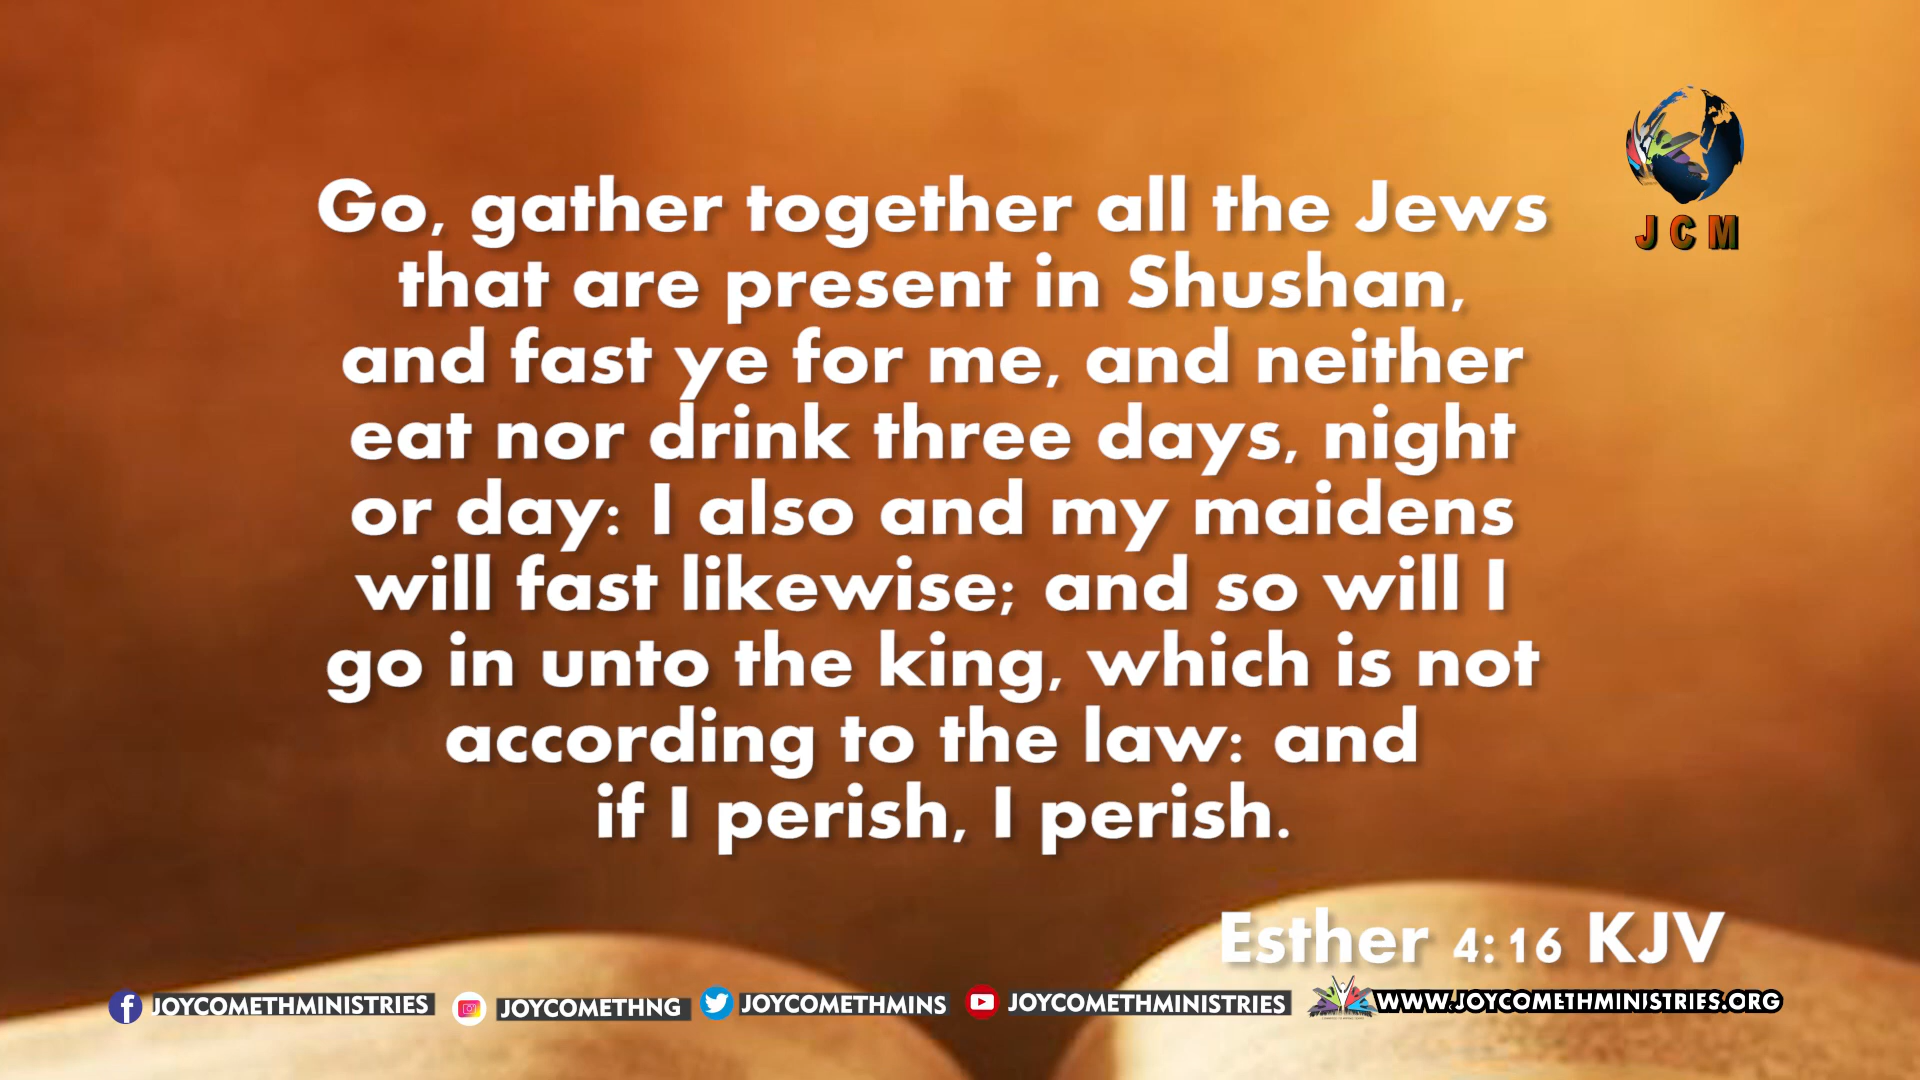 Go, gather together all the Jews
that are present in Shushan,
and fast ye for me, and neither
eat nor drink three days, night
or day: I also and my maidens
will fast likewise; and so will I
go in unto the king, which is not
according to the law: and
if I perish, I perish.
Esther 4:16 KJV
J C M
JOYCOMETHMINISTRIES
JOYCOMETHNG
JOYCOMETHMINS
JOYCOMETHMINISTRIES
WWW.JOYCOMETHMINISTRIES.ORG